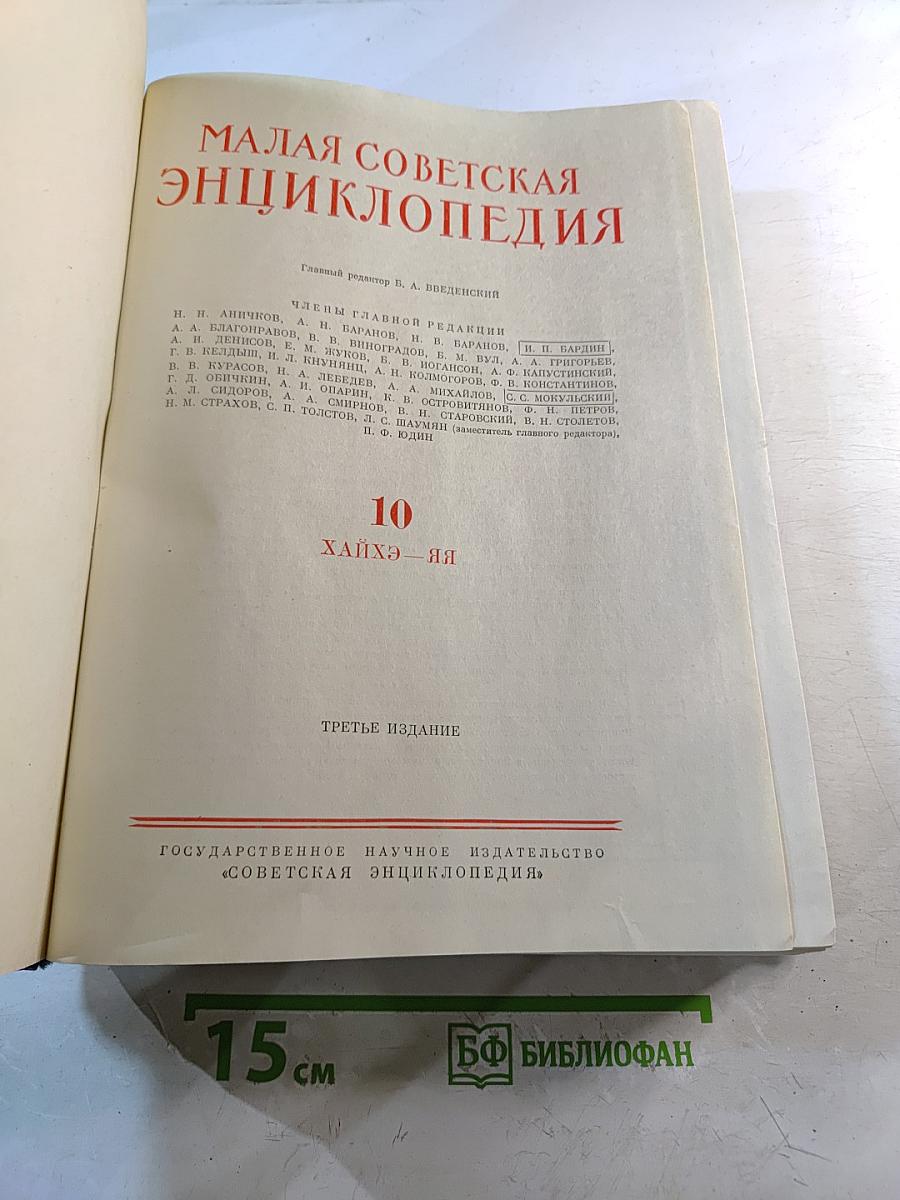 МАЛАЯ СОВЕТСКАЯ
ЭНЦИКЛОПЕДИЯ
Главный редактор Б. А. ВВЕДЕНСКИЙ
ЧЛЕНЫ ГЛАВНОЙ РЕДАКЦИИ
Н. Н. АНИЧКОВ, А. Н. БАРАНОВ, Н. В. БАРАНОВ, И. П. БАРДИН,
А. А. БЛАГОНРАВОВ, В. В. ВИНОГРАДОВ, Б. М. ВУЛ, А. А. ГРИГОРЬЕВ,
А. И. ДЕНИСОВ, Е. М. ЖУКОВ, Б. В. ИОГАНСОН, А. Ф. КАПУСТИНСКИЙ,
Г. В. КЕЛДЫШ, И. Л. КНУНЯНЦ, А. Н. КОЛМОГОРОВ, Ф. В. КОНСТАНТИНОВ,
В. В. КУРАСОВ, Н. А. ЛЕБЕДЕВ, А. А. МИХАЙЛОВ, С. С. МОКУЛЬСКИЙ,
Г. Д. ОБИЧКИН, А. И. ОПАРИН, К. В. ОСТРОВИТЯНОВ, Ф. Н. ПЕТРОВ,
А. Л. СИДОРОВ, А. А. СМИРНОВ, В. Н. СТАРОВСКИЙ, В. Н. СТОЛЕТОВ,
Н. М. СТРАХОВ, С. П. ТОЛСТОВ, Л. С. ШАУМЯН (заместитель главного редактора),
П. Ф. ЮДИН
10
ХАЙХЭ—ЯЯ
ТРЕТЬЕ ИЗДАНИЕ
ГОСУДАРСТВЕННОЕ НАУЧНОЕ ИЗДАТЕЛЬСТВО
«СОВЕТСКАЯ ЭНЦИКЛОПЕДИЯ»
15 см БФ БИБЛИОФАН